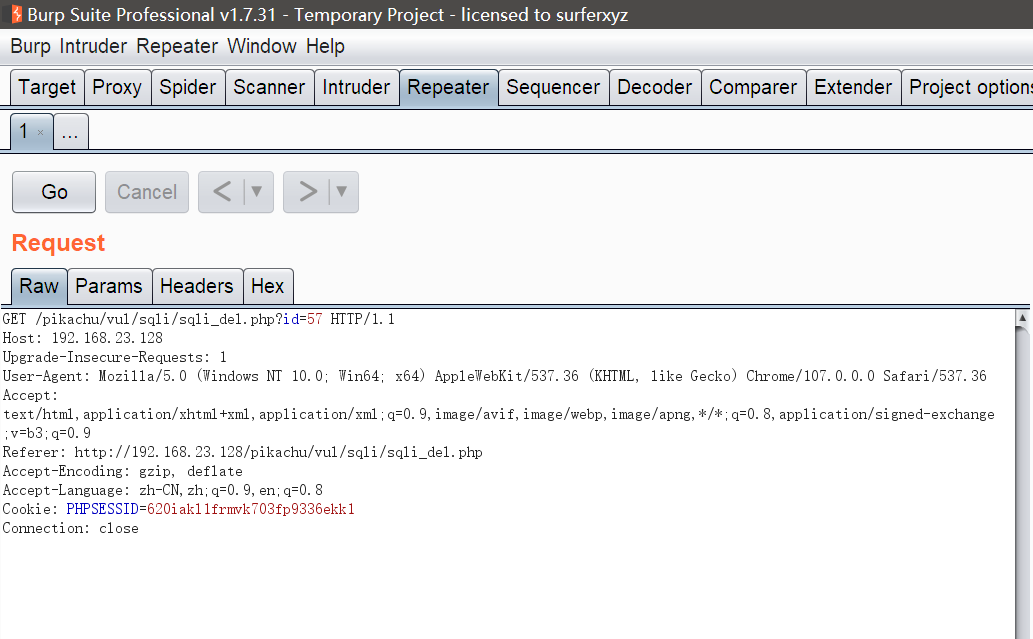 Burp Suite Professional v1.7.31 - Temporary Project - licensed to surferxyz
Burp Intruder Repeater Window Help
Target Proxy Spider Scanner Intruder Repeater Sequencer Decoder Comparer Extender Project options
1 × ...
Go Cancel < ▼ > ▼
Request
Raw Params Headers Hex
GET /pikachu/vul/sqli/sqli_del.php?id=57 HTTP/1.1
Host: 192.168.23.128
Upgrade-Insecure-Requests: 1
User-Agent: Mozilla/5.0 (Windows NT 10.0; Win64; x64) AppleWebKit/537.36 (KHTML, like Gecko) Chrome/107.0.0.0 Safari/537.36
Accept:
text/html,application/xhtml+xml,application/xml;q=0.9,image/avif,image/webp,image/apng,*/*;q=0.8,application/signed-exchange
;v=b3;q=0.9
Referer: http://192.168.23.128/pikachu/vul/sqli/sqli_del.php
Accept-Encoding: gzip, deflate
Accept-Language: zh-CN,zh;q=0.9,en;q=0.8
Cookie: PHPSESSID=620iak11frmvk703fp9336ekk1
Connection: close